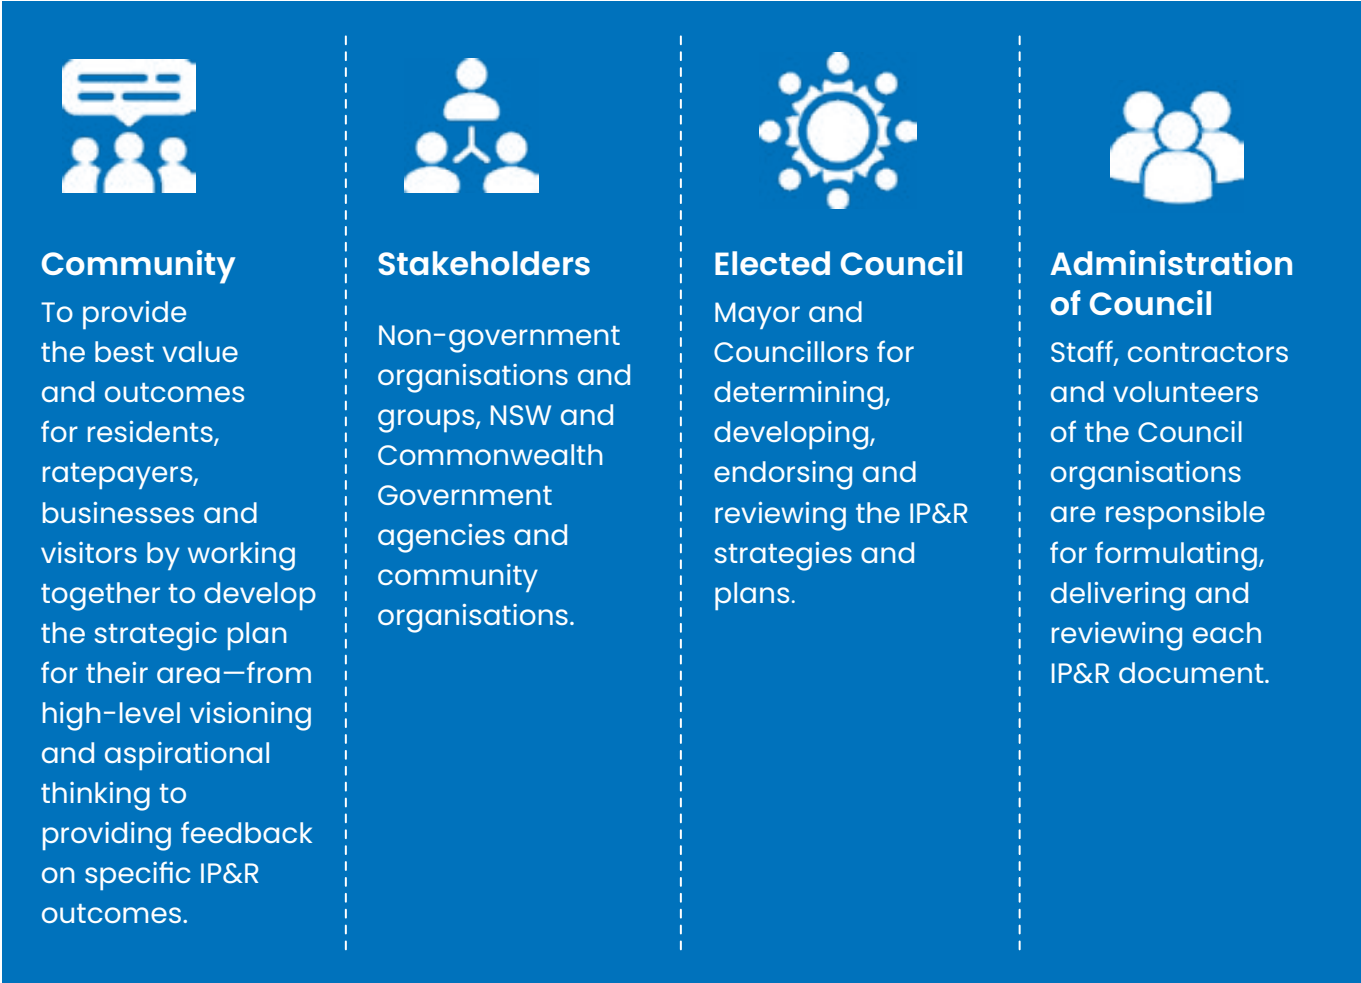 Community
To provide
the best value
and outcomes
for residents,
ratepayers,
businesses and
visitors by working
together to develop
the strategic plan
for their area—from
high-level visioning
and aspirational
thinking to
providing feedback
on specific IP&R
outcomes.
Stakeholders
Non-government
organisations and
groups, NSW and
Commonwealth
Government
agencies and
community
organisations.
Elected Council
Mayor and
Councillors for
determining,
developing,
endorsing and
reviewing the IP&R
strategies and
plans.
Administration
of Council
Staff, contractors
and volunteers
of the Council
organisations
are responsible
for formulating,
delivering and
reviewing each
IP&R document.